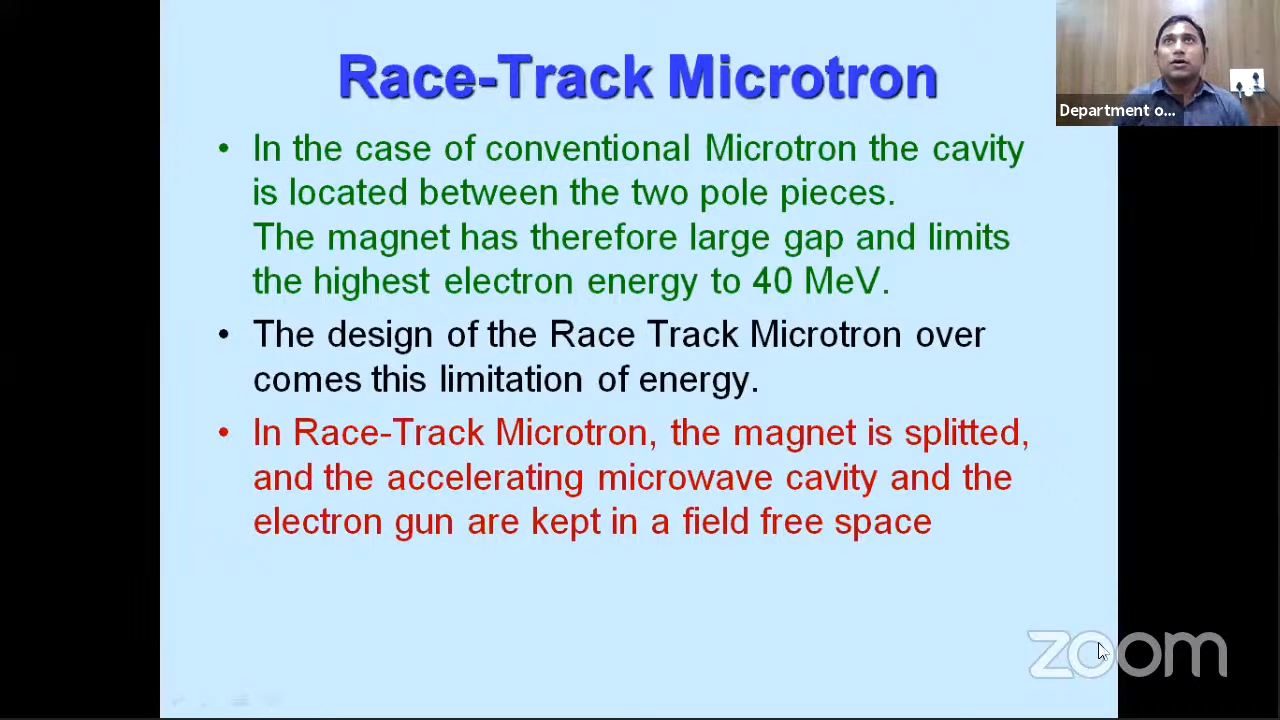 Race-Track Microtron
Department o...
• In the case of conventional Microtron the cavity
is located between the two pole pieces.
The magnet has therefore large gap and limits
the highest electron energy to 40 MeV.
• The design of the Race Track Microtron over
comes this limitation of energy.
• In Race-Track Microtron, the magnet is splitted,
and the accelerating microwave cavity and the
electron gun are kept in a field free space
zoom